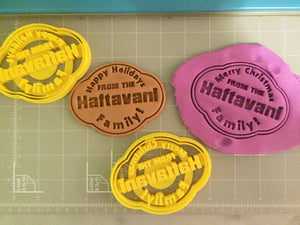 Happy Holidays
FROM THE
Haftavani
Family!
Merry Christmas
FROM THE
Haftavani
Family!